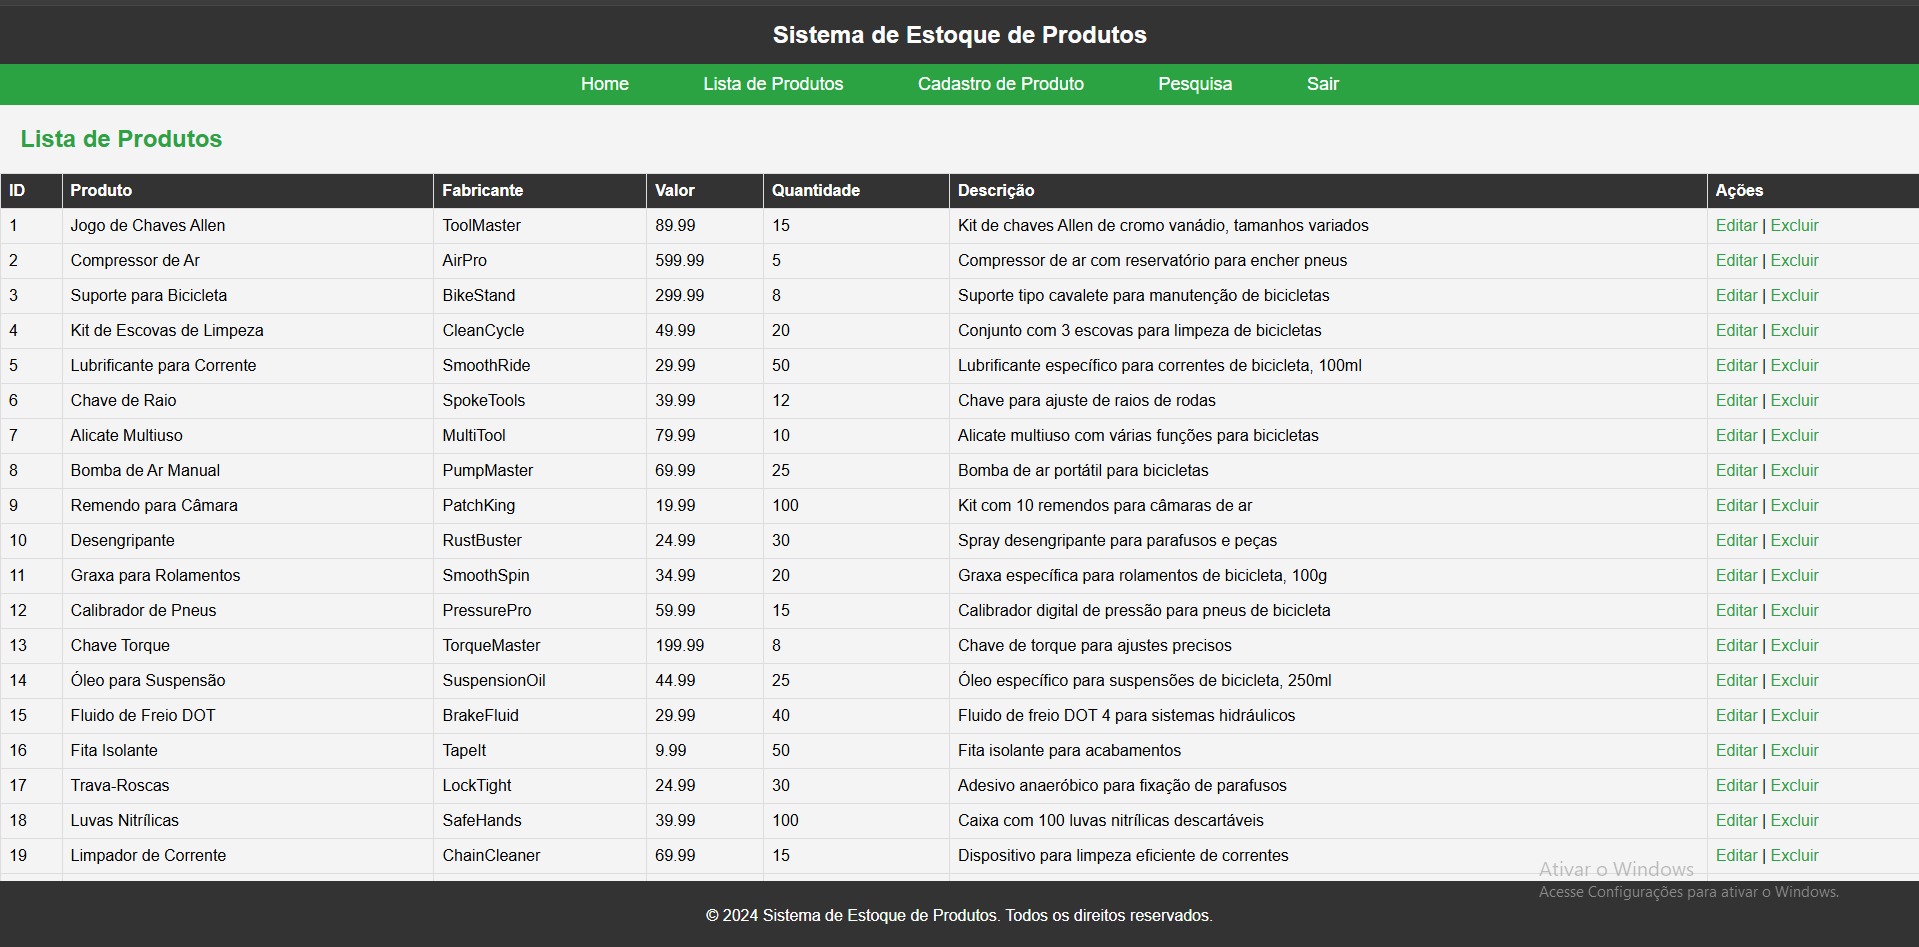 Sistema de Estoque de Produtos
Home Lista de Produtos Cadastro de Produto Pesquisa Sair
Lista de Produtos
ID Produto Fabricante Valor Quantidade Descrição Ações
1 Jogo de Chaves Allen ToolMaster 89.99 15 Kit de chaves Allen de cromo vanádio, tamanhos variados Editar | Excluir
2 Compressor de Ar AirPro 599.99 5 Compressor de ar com reservatório para encher pneus Editar | Excluir
3 Suporte para Bicicleta BikeStand 299.99 8 Suporte tipo cavalete para manutenção de bicicletas Editar | Excluir
4 Kit de Escovas de Limpeza CleanCycle 49.99 20 Conjunto com 3 escovas para limpeza de bicicletas Editar | Excluir
5 Lubrificante para Corrente SmoothRide 29.99 50 Lubrificante específico para correntes de bicicleta, 100ml Editar | Excluir
6 Chave de Raio SpokeTools 39.99 12 Chave para ajuste de raios de rodas Editar | Excluir
7 Alicate Multiuso MultiTool 79.99 10 Alicate multiuso com várias funções para bicicletas Editar | Excluir
8 Bomba de Ar Manual PumpMaster 69.99 25 Bomba de ar portátil para bicicletas Editar | Excluir
9 Remendo para Câmara PatchKing 19.99 100 Kit com 10 remendos para câmaras de ar Editar | Excluir
10 Desengripante RustBuster 24.99 30 Spray desengripante para parafusos e peças Editar | Excluir
11 Graxa para Rolamentos SmoothSpin 34.99 20 Graxa específica para rolamentos de bicicleta, 100g Editar | Excluir
12 Calibrador de Pneus PressurePro 59.99 15 Calibrador digital de pressão para pneus de bicicleta Editar | Excluir
13 Chave Torque TorqueMaster 199.99 8 Chave de torque para ajustes precisos Editar | Excluir
14 Óleo para Suspensão SuspensionOil 44.99 25 Óleo específico para suspensões de bicicleta, 250ml Editar | Excluir
15 Fluido de Freio DOT BrakeFluid 29.99 40 Fluido de freio DOT 4 para sistemas hidráulicos Editar | Excluir
16 Fita Isolante TapeIt 9.99 50 Fita isolante para acabamentos Editar | Excluir
17 Trava-Roscas LockTight 24.99 30 Adesivo anaeróbico para fixação de parafusos Editar | Excluir
18 Luvas Nitrílicas SafeHands 39.99 100 Caixa com 100 luvas nitrílicas descartáveis Editar | Excluir
19 Limpador de Corrente ChainCleaner 69.99 15 Dispositivo para limpeza eficiente de correntes Editar | Excluir
Ativar o Windows
Acesse Configurações para ativar o Windows.
© 2024 Sistema de Estoque de Produtos. Todos os direitos reservados.